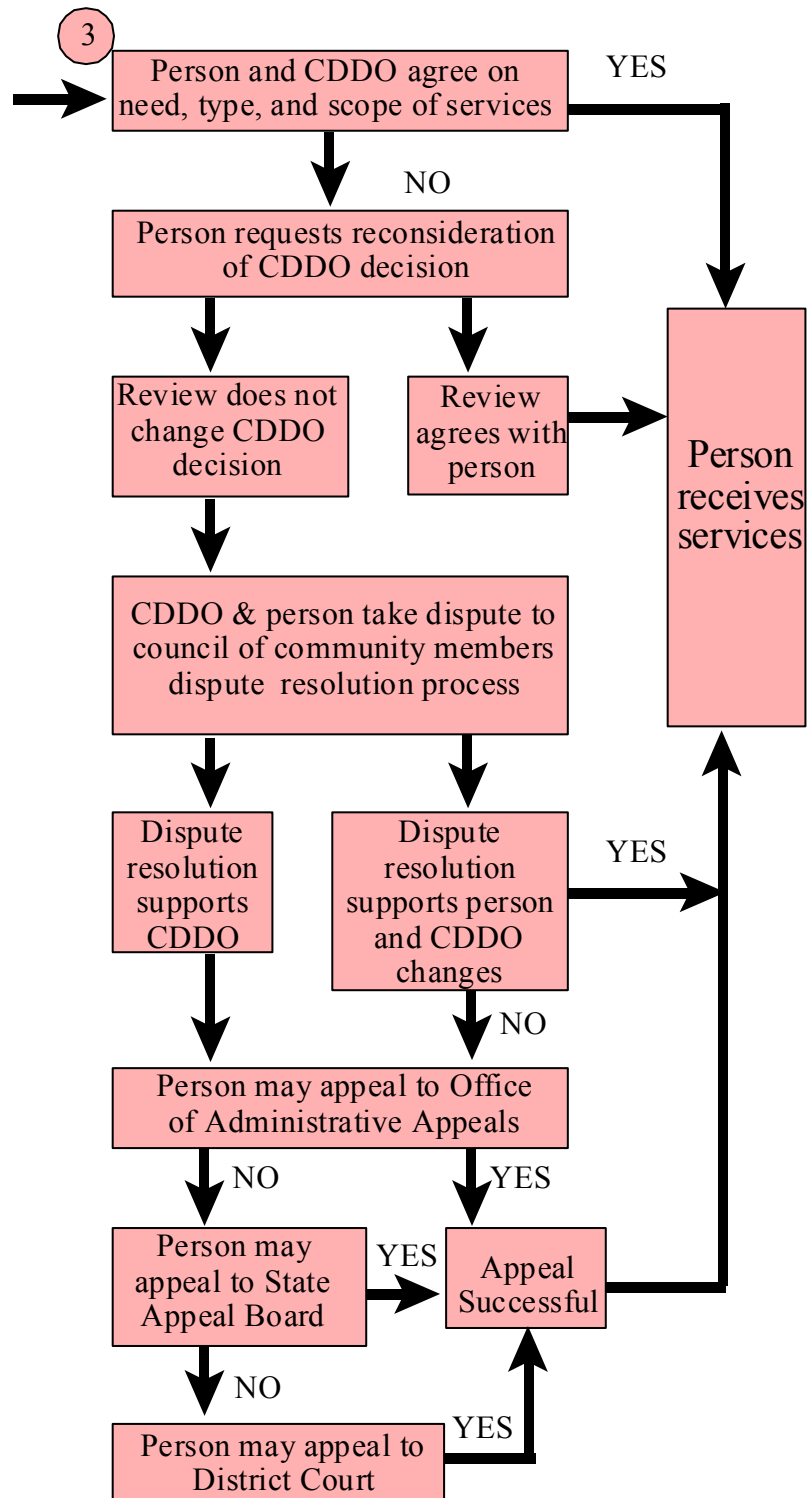 3
Person and CDDO agree on
need, type, and scope of services
YES
NO
Person requests reconsideration
of CDDO decision
Review does not
change CDDO
decision
Review
agrees with
person
Person
receives
services
CDDO & person take dispute to
council of community members
dispute resolution process
Dispute
resolution
supports
CDDO
Dispute
resolution
supports person
and CDDO
changes
YES
NO
Person may appeal to Office
of Administrative Appeals
NO
YES
Person may
appeal to State
Appeal Board
YES
Appeal
Successful
NO
YES
Person may appeal to
District Court